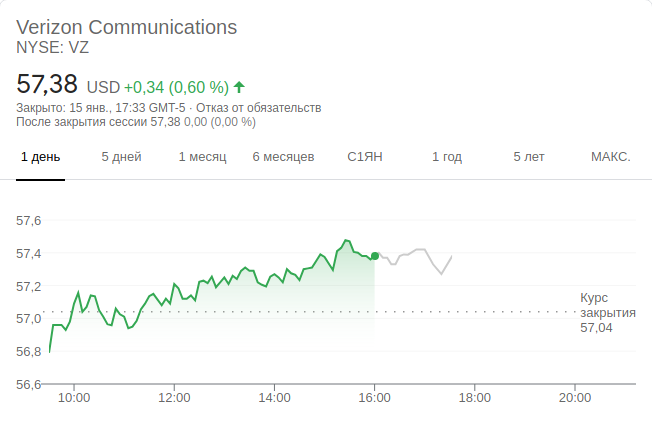 Verizon Communications
NYSE: VZ
57,38 USD +0,34 (0,60 %)
Закрыто: 15 янв., 17:33 GMT-5 · Отказ от обязательств
После закрытия сессии 57,38 0,00 (0,00 %)
1 день 5 дней 1 месяц 6 месяцев С1ЯН 1 год 5 лет МАКС.
57,6
57,4
57,2
57,0
56,8
56,6
Курс
закрытия
57,04
10:00 12:00 14:00 16:00 18:00 20:00